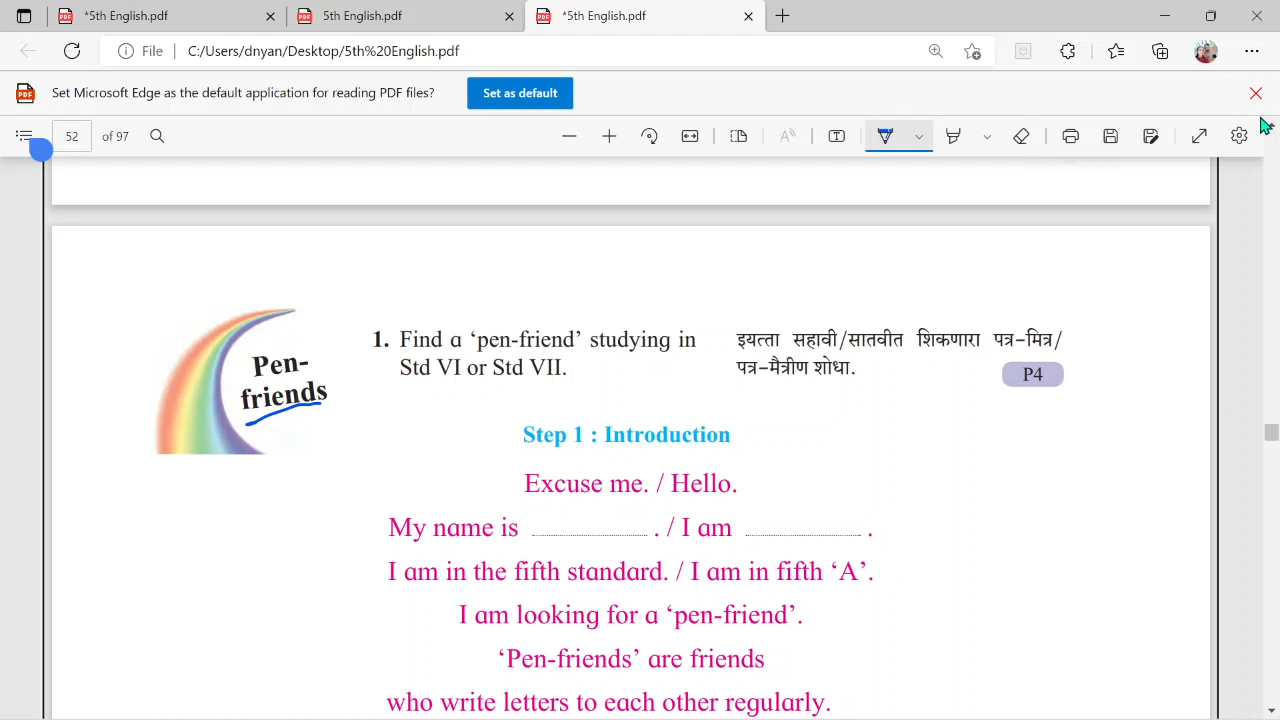 *5th English.pdf
5th English.pdf
*5th English.pdf
File
C:/Users/dnyan/Desktop/5th%20English.pdf
Set Microsoft Edge as the default application for reading PDF files?
Set as default
52
of 97
Pen-
friends
1. Find a ‘pen-friend’ studying in
Std VI or Std VII.
इयत्ता सहावी/सातवीत शिकणारा पत्र-मित्र/
पत्र-मैत्रीण शोधा.
P4
Step 1 : Introduction
Excuse me. / Hello.
My name is .................... . / I am .................... .
I am in the fifth standard. / I am in fifth ‘A’.
I am looking for a ‘pen-friend’.
‘Pen-friends’ are friends
who write letters to each other regularly.